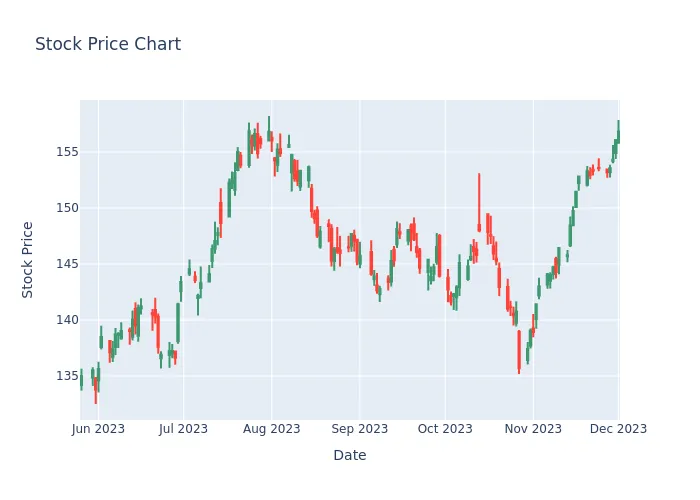 Stock Price Chart
Stock Price
155
150
145
140
135
Jun 2023 Jul 2023 Aug 2023 Sep 2023 Oct 2023 Nov 2023 Dec 2023
Date